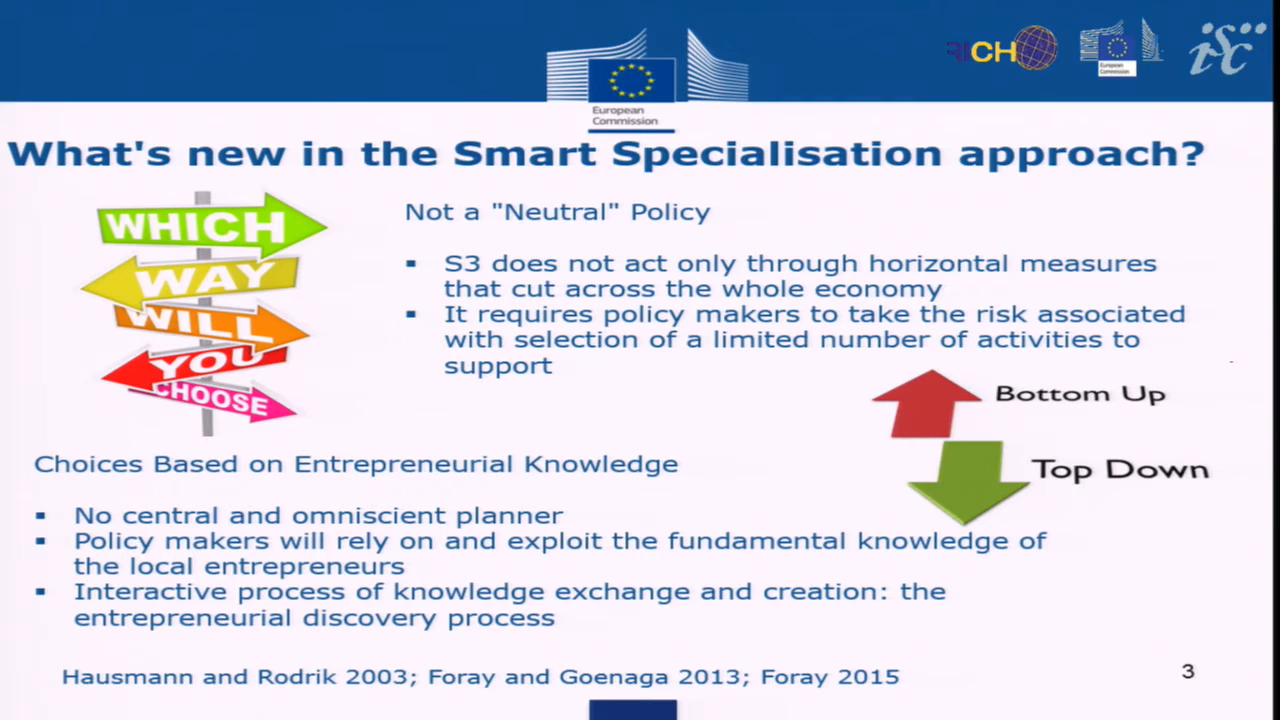 RICH
European
Commission
iSC
European
Commission
What's new in the Smart Specialisation approach?
WHICH
WAY
WILL
YOU
CHOOSE
Not a "Neutral" Policy
▪ S3 does not act only through horizontal measures
that cut across the whole economy
▪ It requires policy makers to take the risk associated
with selection of a limited number of activities to
support
Bottom Up
Top Down
Choices Based on Entrepreneurial Knowledge
▪ No central and omniscient planner
▪ Policy makers will rely on and exploit the fundamental knowledge of
the local entrepreneurs
▪ Interactive process of knowledge exchange and creation: the
entrepreneurial discovery process
Hausmann and Rodrik 2003; Foray and Goenaga 2013; Foray 2015
3